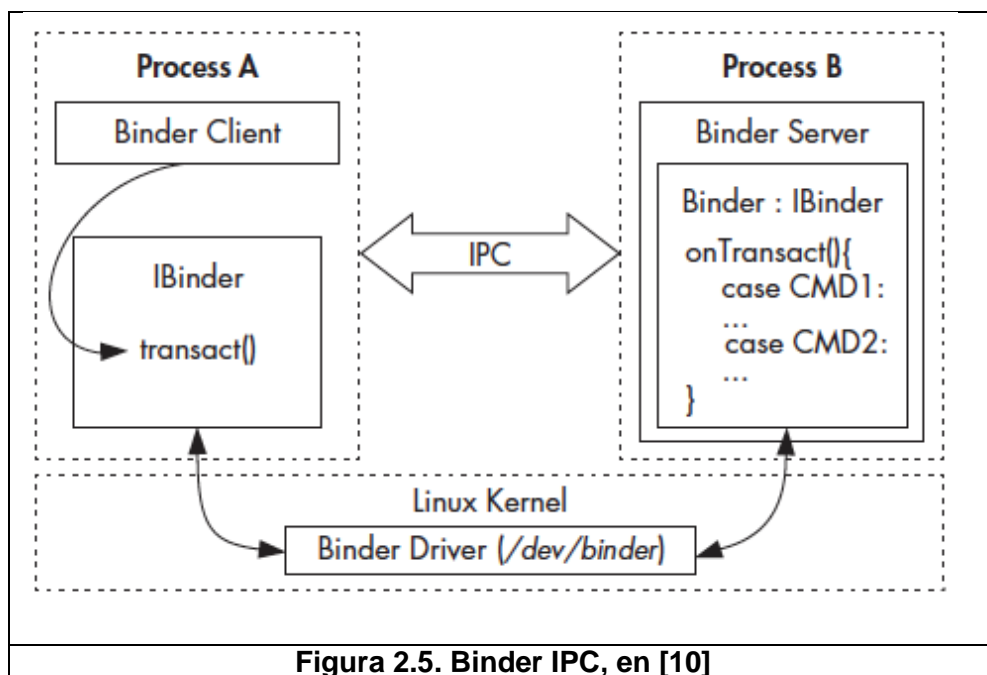 Process A
Binder Client
IBinder
transact()
IPC
Process B
Binder Server
Binder : IBinder
onTransact(){
case CMD1:
...
case CMD2:
...
}
Linux Kernel
Binder Driver (/dev/binder)
Figura 2.5. Binder IPC, en [10]